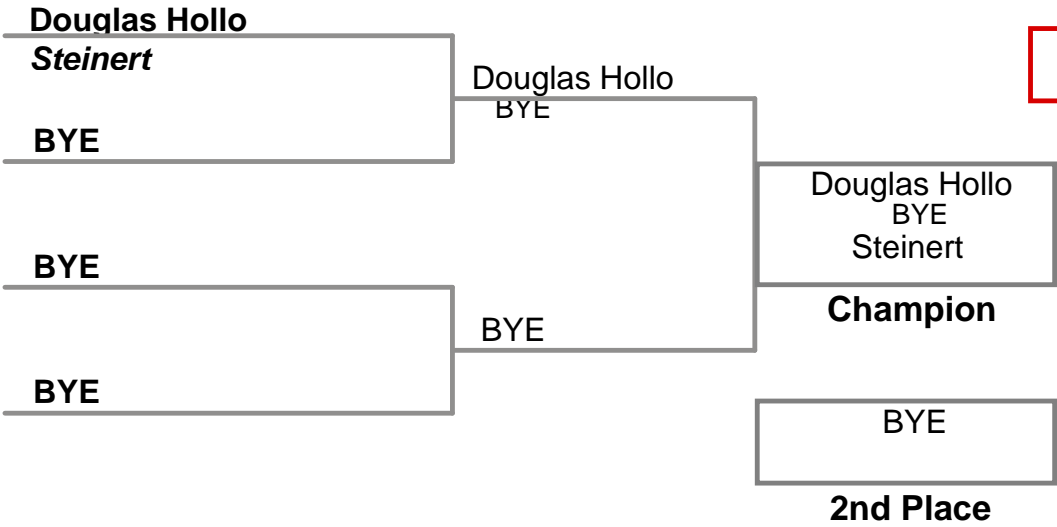 Douglas Hollo
Steinert
BYE
BYE
BYE
Douglas Hollo
BYE
BYE
Douglas Hollo
BYE
Steinert
Champion
BYE
2nd Place